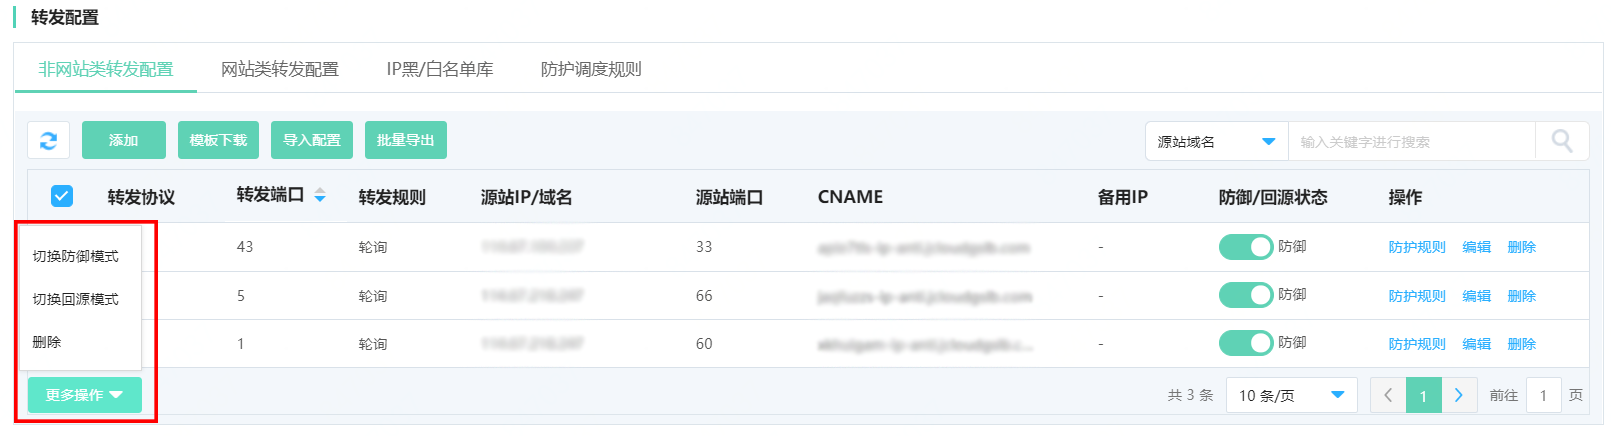 转发配置
非网站类转发配置 网站类转发配置 IP黑/白名单库 防护调度规则
添加 模板下载 导入配置 批量导出 源站域名 输入关键字进行搜索
转发协议 转发端口 转发规则 源站IP/域名 源站端口 CNAME 备用IP 防御/回源状态 操作
切换防御模式 43 轮询 33 - 防御 防护规则 编辑 删除
切换回源模式 5 轮询 66 - 防御 防护规则 编辑 删除
删除 1 轮询 60 - 防御 防护规则 编辑 删除
更多操作 共 3 条 10 条/页 1 前往 1 页